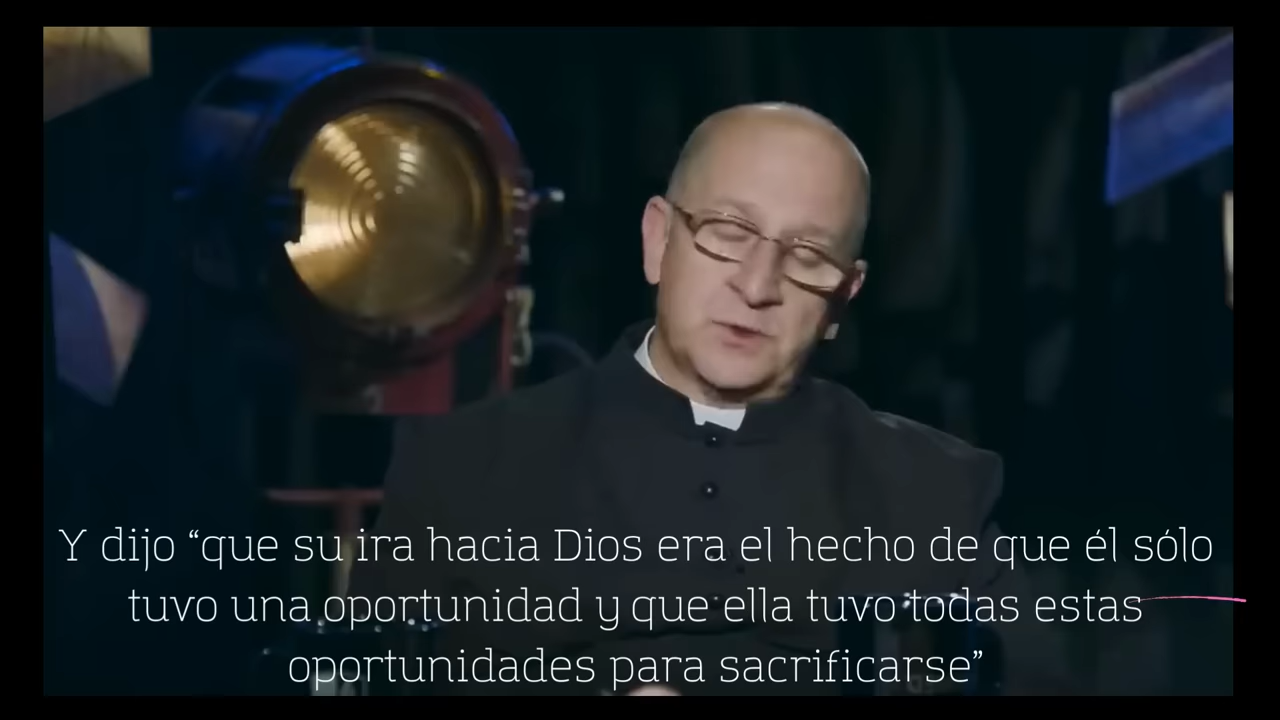 Y dijo “que su ira hacia Dios era el hecho de que él sólo
tuvo una oportunidad y que ella tuvo todas estas
oportunidades para sacrificarse”